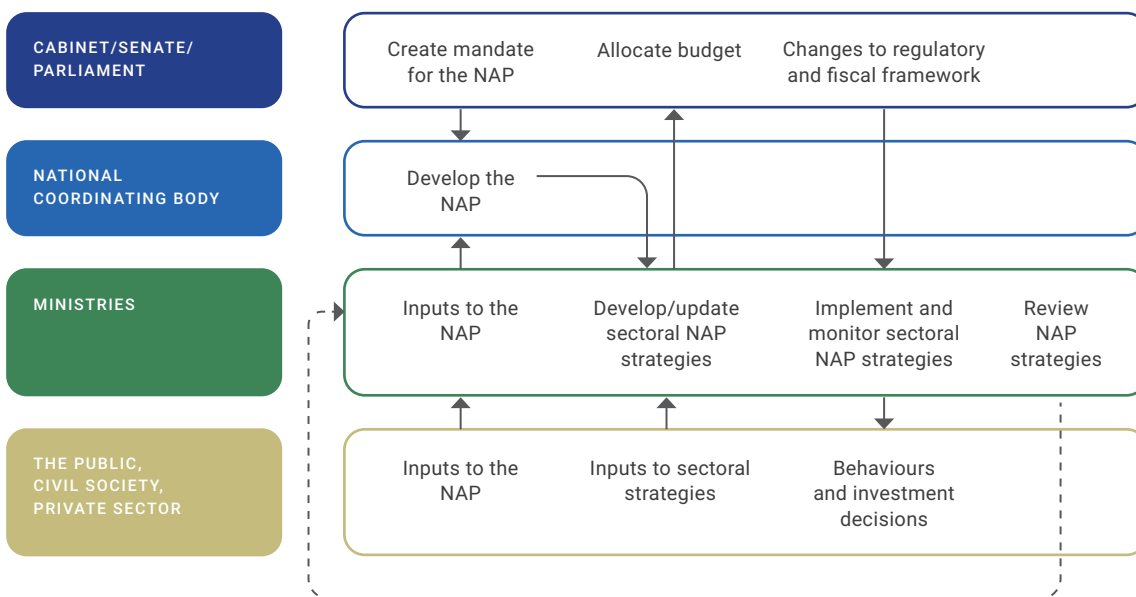 CABINET/SENATE/
PARLIAMENT
Create mandate
for the NAP
Allocate budget
Changes to regulatory
and fiscal framework
NATIONAL
COORDINATING BODY
Develop the
NAP
MINISTRIES
Inputs to the
NAP
Develop/update
sectoral NAP
strategies
Implement and
monitor sectoral
NAP strategies
Review
NAP
strategies
THE PUBLIC,
CIVIL SOCIETY,
PRIVATE SECTOR
Inputs to the
NAP
Inputs to sectoral
strategies
Behaviours
and investment
decisions